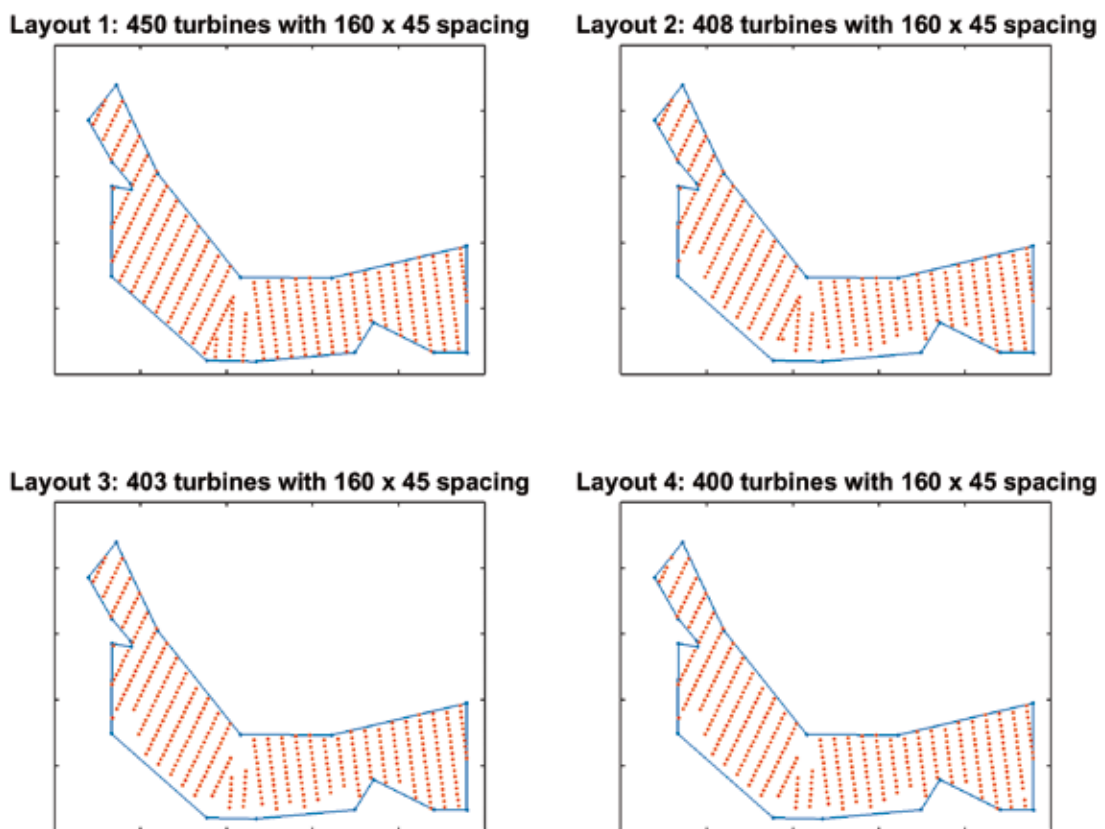 Layout 1: 450 turbines with 160 x 45 spacing
Layout 2: 408 turbines with 160 x 45 spacing
Layout 3: 403 turbines with 160 x 45 spacing
Layout 4: 400 turbines with 160 x 45 spacing